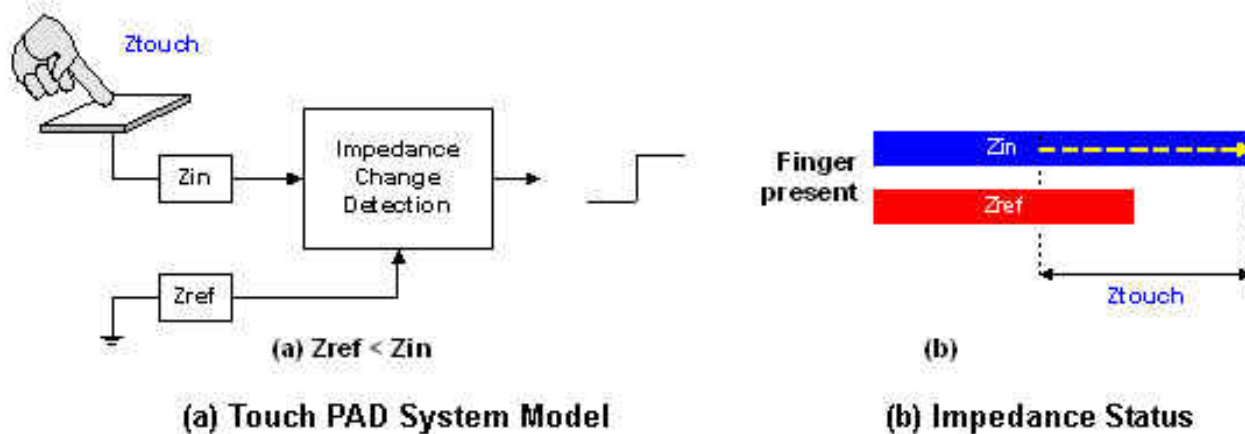 Ztouch
Zin
Impedance
Change
Detection
Zref
(a) Zref < Zin
(a) Touch PAD System Model
Finger
present
Zin
Zref
Ztouch
(b)
(b) Impedance Status